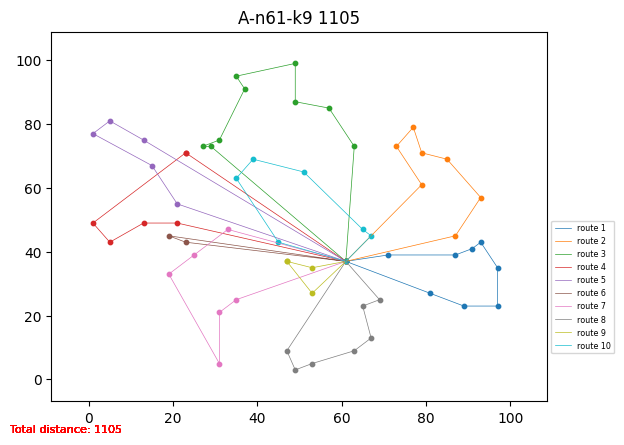 A-n61-k9 1105
100
80
60
40
20
0
0 20 40 60 80 100
route 1
route 2
route 3
route 4
route 5
route 6
route 7
route 8
route 9
route 10
Total distance: 1105